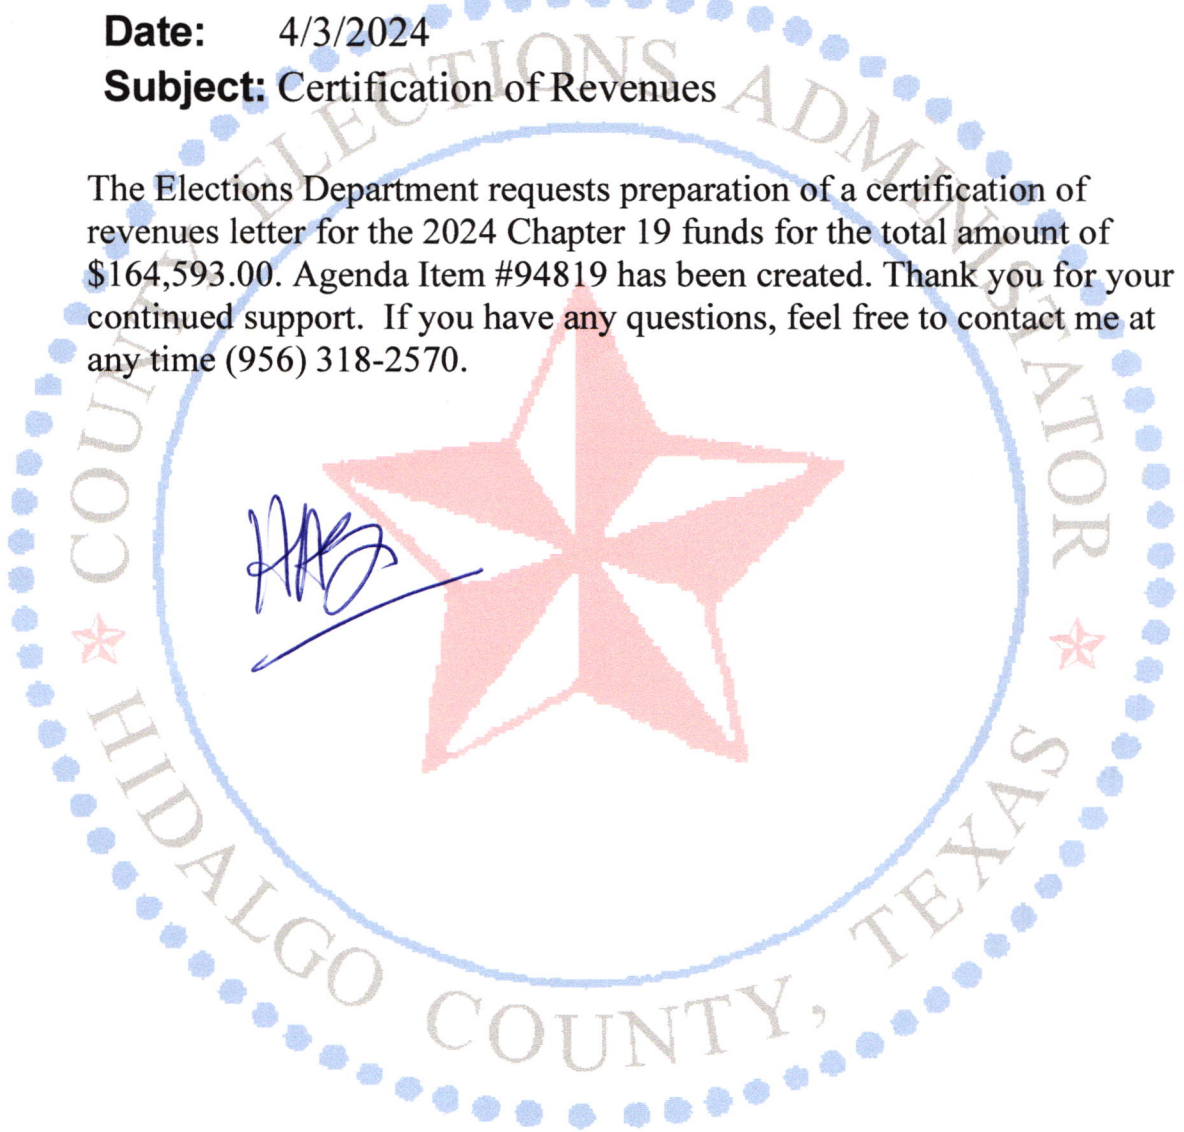 Date: 4/3/2024
Subject: Certification of Revenues
The Elections Department requests preparation of a certification of
revenues letter for the 2024 Chapter 19 funds for the total amount of
$164,593.00. Agenda Item #94819 has been created. Thank you for your
continued support. If you have any questions, feel free to contact me at
any time (956) 318-2570.
COUNTY ELECTIONS ADMINISTRATOR
HIDALGO COUNTY, TEXAS